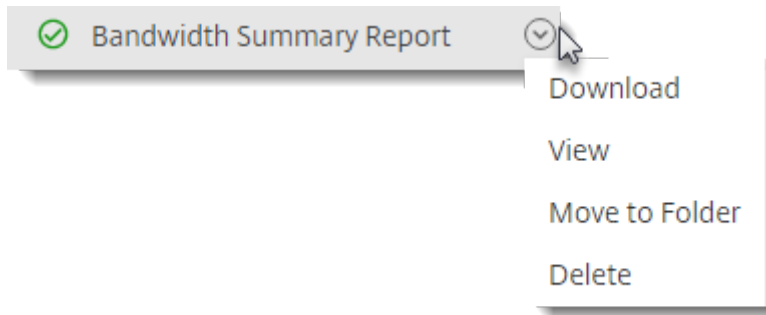 Bandwidth Summary Report
Download
View
Move to Folder
Delete